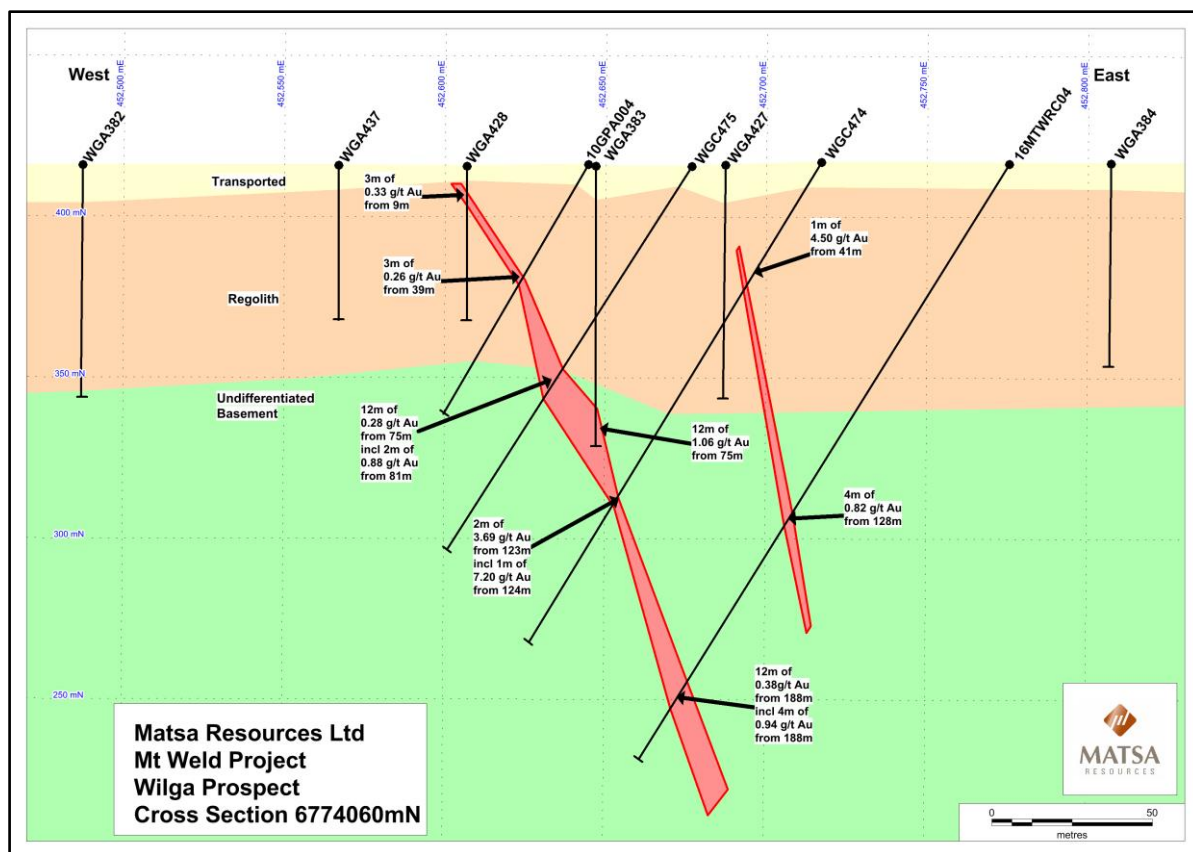 West
East
452,500 mE
452,550 mE
452,600 mE
452,650 mE
452,700 mE
452,750 mE
452,800 mE
WGA382
WGA437
WGA428
10GPA004
WGA383
WGC475
WGA427
WGC474
16MTWRC04
WGA384
Transported
3m of
0.33 g/t Au
from 9m
400 mN
1m of
4.50 g/t Au
from 41m
3m of
0.26 g/t Au
from 39m
Regolith
350 mN
Undifferentiated
Basement
12m of
0.28 g/t Au
from 75m
incl 2m of
0.88 g/t Au
from 81m
12m of
1.06 g/t Au
from 75m
4m of
0.82 g/t Au
from 128m
300 mN
2m of
3.69 g/t Au
from 123m
incl 1m of
7.20 g/t Au
from 124m
250 mN
12m of
0.38g/t Au
from 188m
incl 4m of
0.94 g/t Au
from 188m
Matsa Resources Ltd
Mt Weld Project
Wilga Prospect
Cross Section 6774060mN
MATSA
RESOURCES
0 50
metres